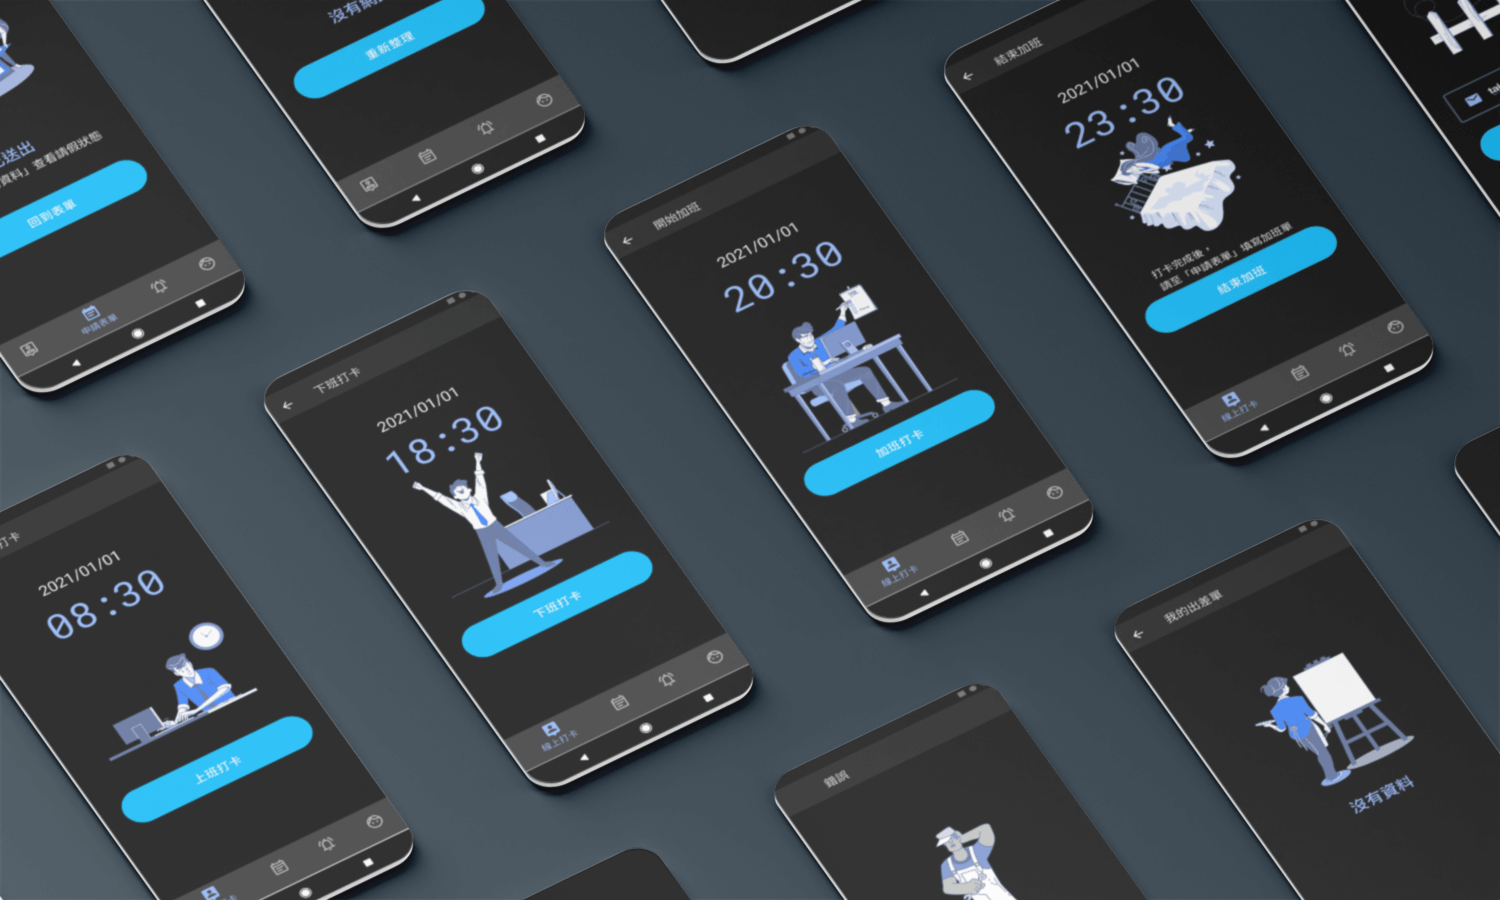 送出
資料」查看請假狀態
回到表單
申請表單
重新整理
結束加班
2021/01/01
23:30
打卡完成後，
請至「申請表單」填寫加班單
結束加班
線上打卡
開始加班
2021/01/01
20:30
加班打卡
線上打卡
下班打卡
2021/01/01
18:30
下班打卡
線上打卡
打卡
2021/01/01
08:30
上班打卡
我的出差單
沒有資料
錯誤